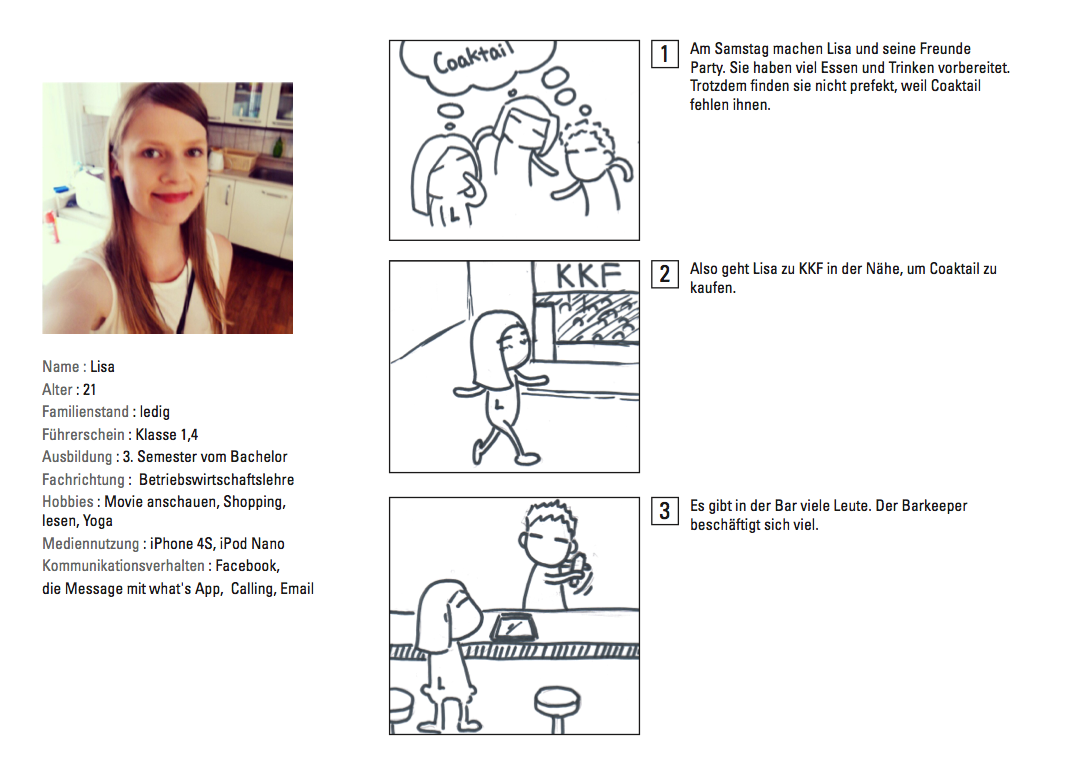 Name : Lisa
Alter : 21
Familienstand : ledig
Führerschein : Klasse 1,4
Ausbildung : 3. Semester vom Bachelor
Fachrichtung :  Betriebswirtschaftslehre
Hobbies : Movie anschauen, Shopping,
lesen, Yoga
Mediennutzung : iPhone 4S, iPod Nano
Kommunikationsverhalten : Facebook,
die Message mit what's App,  Calling, Email
Coaktail
L
1
Am Samstag machen Lisa und seine Freunde
Party. Sie haben viel Essen und Trinken vorbereitet.
Trotzdem finden sie nicht prefekt, weil Coaktail
fehlen ihnen.
KKF
L
2
Also geht Lisa zu KKF in der Nähe, um Coaktail zu
kaufen.
L
3
Es gibt in der Bar viele Leute. Der Barkeeper
beschäftigt sich viel.